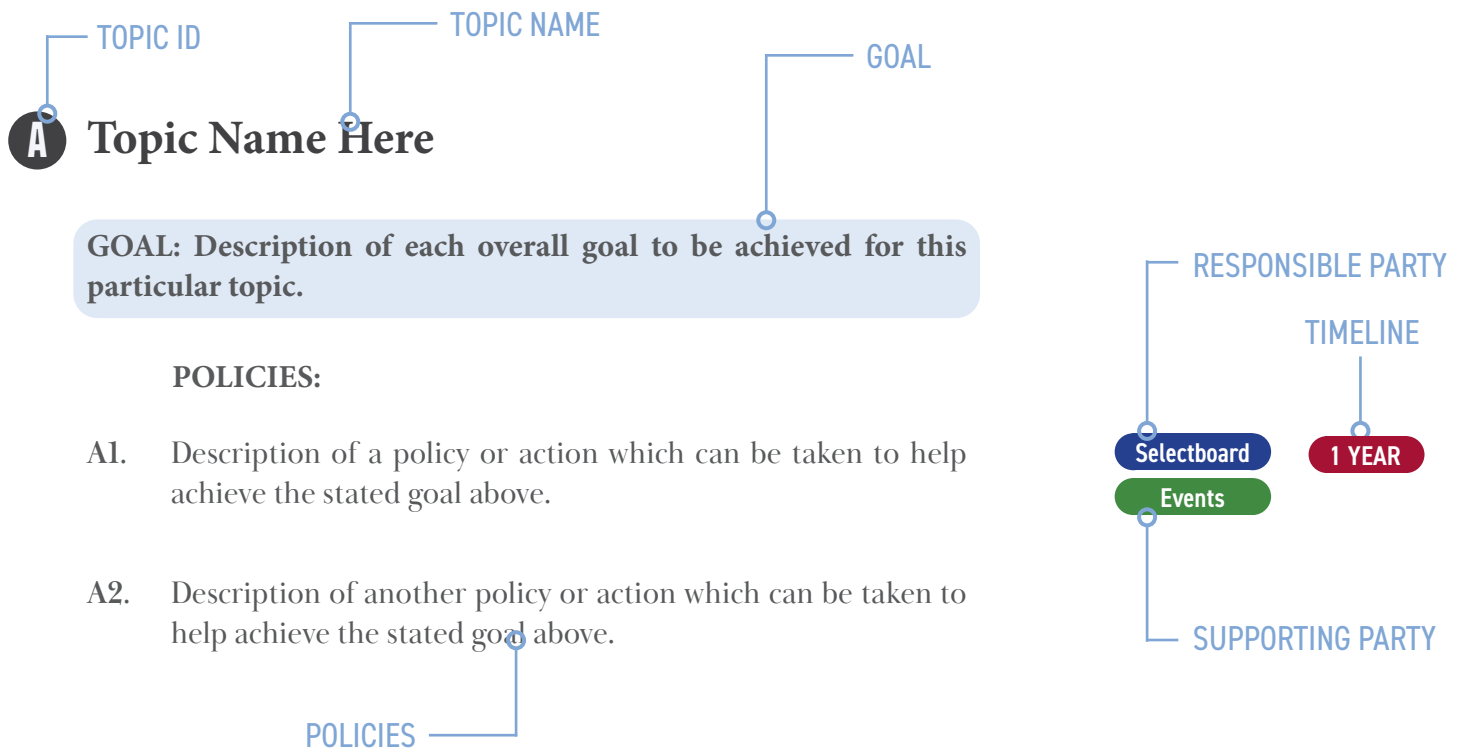 TOPIC ID
TOPIC NAME
GOAL
A Topic Name Here
GOAL: Description of each overall goal to be achieved for this
particular topic.
RESPONSIBLE PARTY
TIMELINE
POLICIES:
A1. Description of a policy or action which can be taken to help
achieve the stated goal above.
Selectboard
1 YEAR
Events
A2. Description of another policy or action which can be taken to
help achieve the stated goal above.
SUPPORTING PARTY
POLICIES